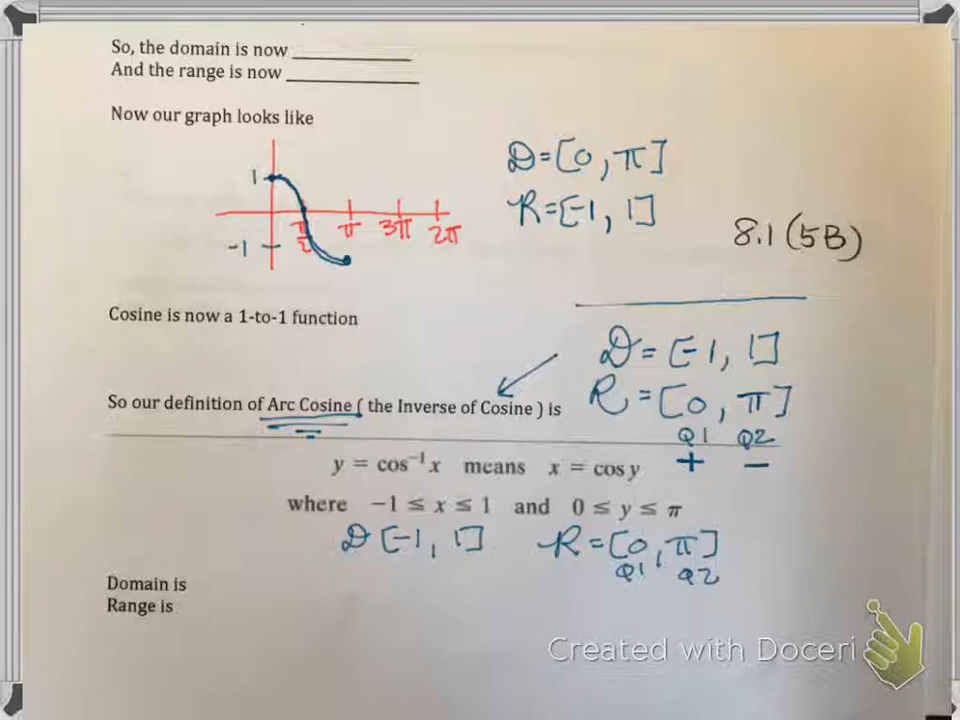 So, the domain is now ____________
And the range is now ____________
Now our graph looks like
1
-1
π/2 π 3π 2π
D=[0, π]
R=[-1, 1]
8.1 (5B)
Cosine is now a 1-to-1 function
D=[-1, 1]
R=[0, π]
Q1 Q2
+ −
So our definition of Arc Cosine ( the Inverse of Cosine ) is
y = cos⁻¹x means x = cos y
where −1 ≤ x ≤ 1 and 0 ≤ y ≤ π
D [-1, 1] R=[0, π]
Q1, Q2
Domain is
Range is
Created with Doceri